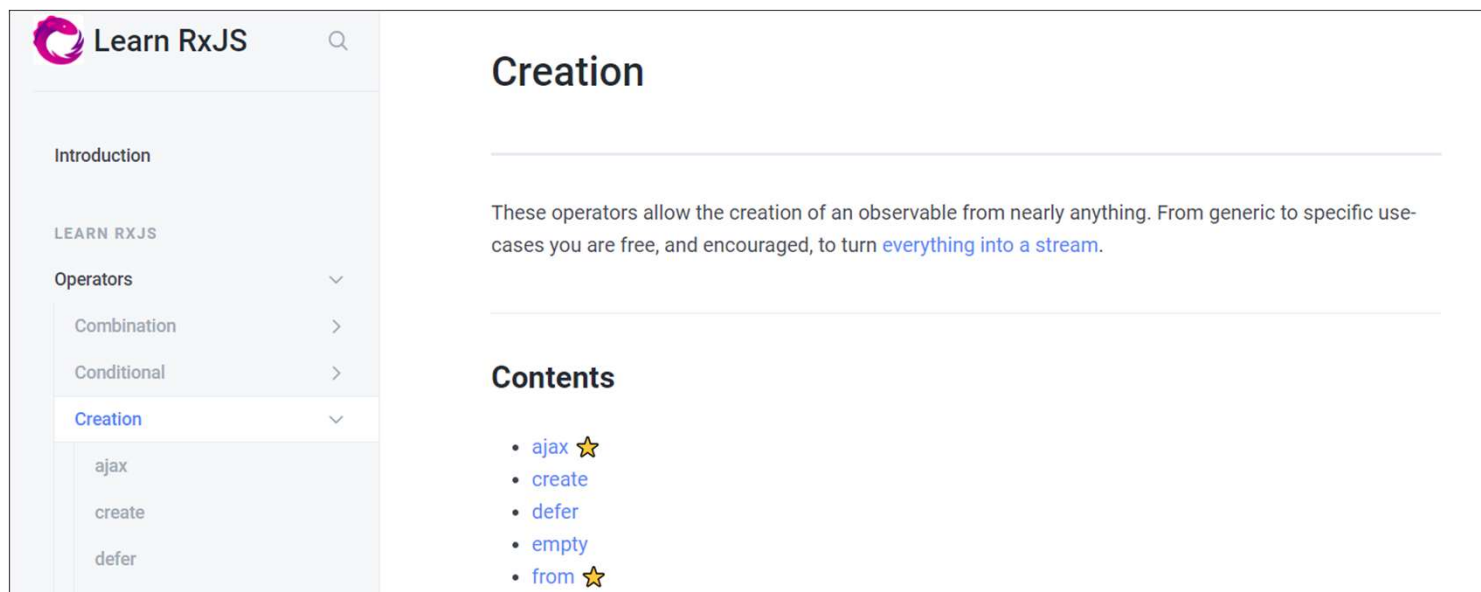 Learn RxJS
Introduction
LEARN RXJS
Operators
Combination
Conditional
Creation
ajax
create
defer
Creation
These operators allow the creation of an observable from nearly anything. From generic to specific use-
cases you are free, and encouraged, to turn everything into a stream.
Contents
• ajax ⭐
• create
• defer
• empty
• from ⭐